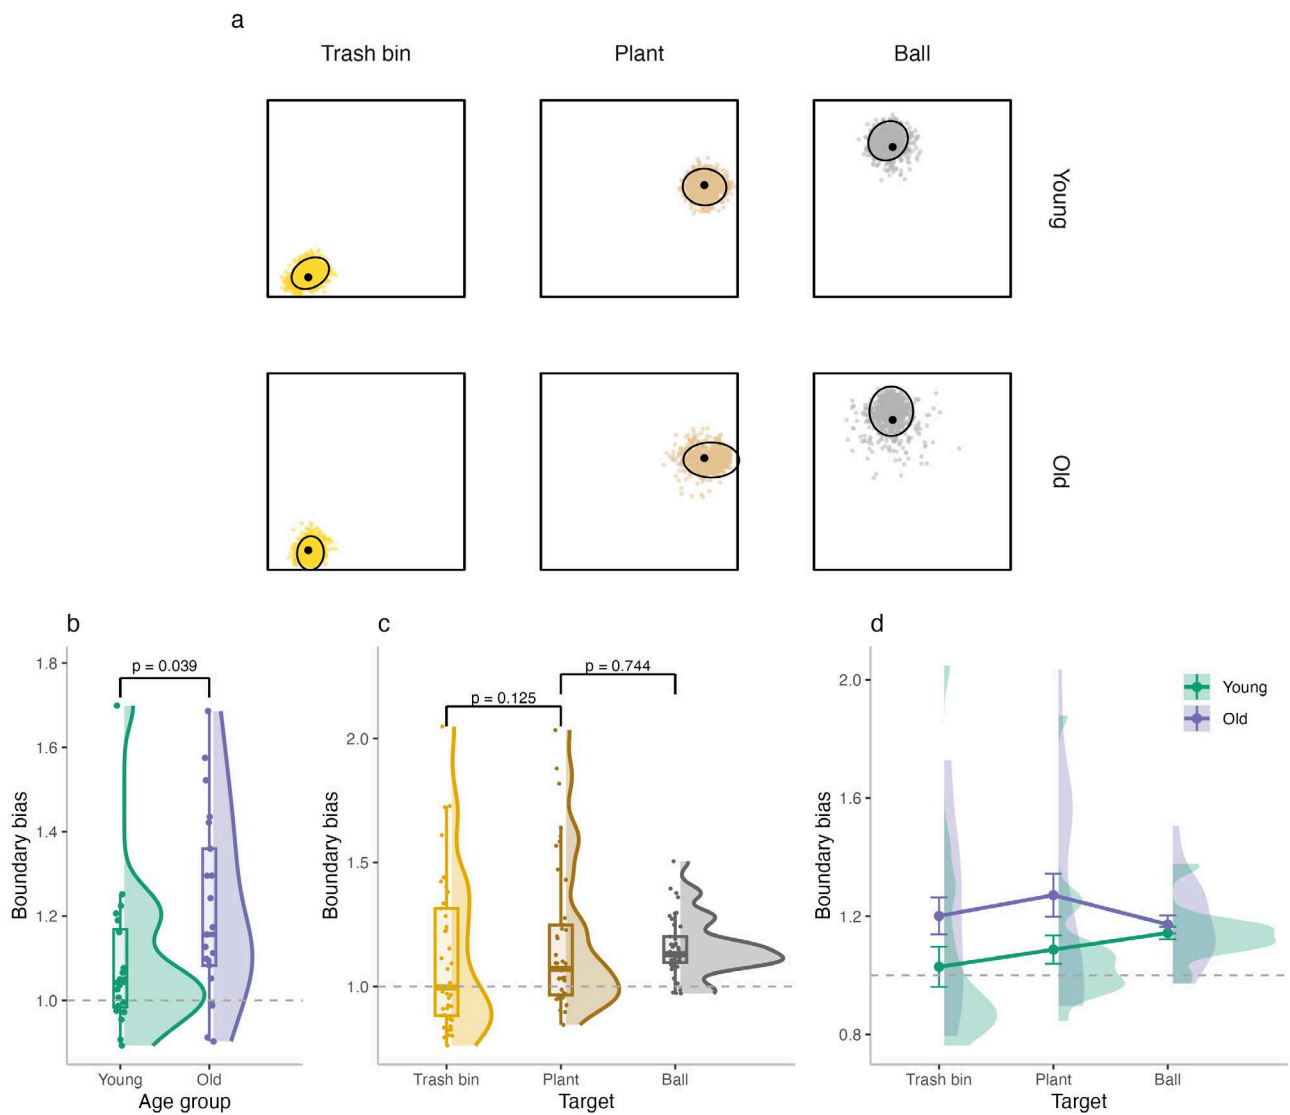 a
Trash bin Plant Ball
Young
Old
b
p = 0.039
1.8
1.6
1.4
1.2
1.0
Boundary bias
Young Old
Age group
c
p = 0.744
p = 0.125
2.0
1.5
1.0
Boundary bias
Trash bin Plant Ball
Target
d
2.0
1.6
1.2
0.8
Boundary bias
Young
Old
Trash bin Plant Ball
Target